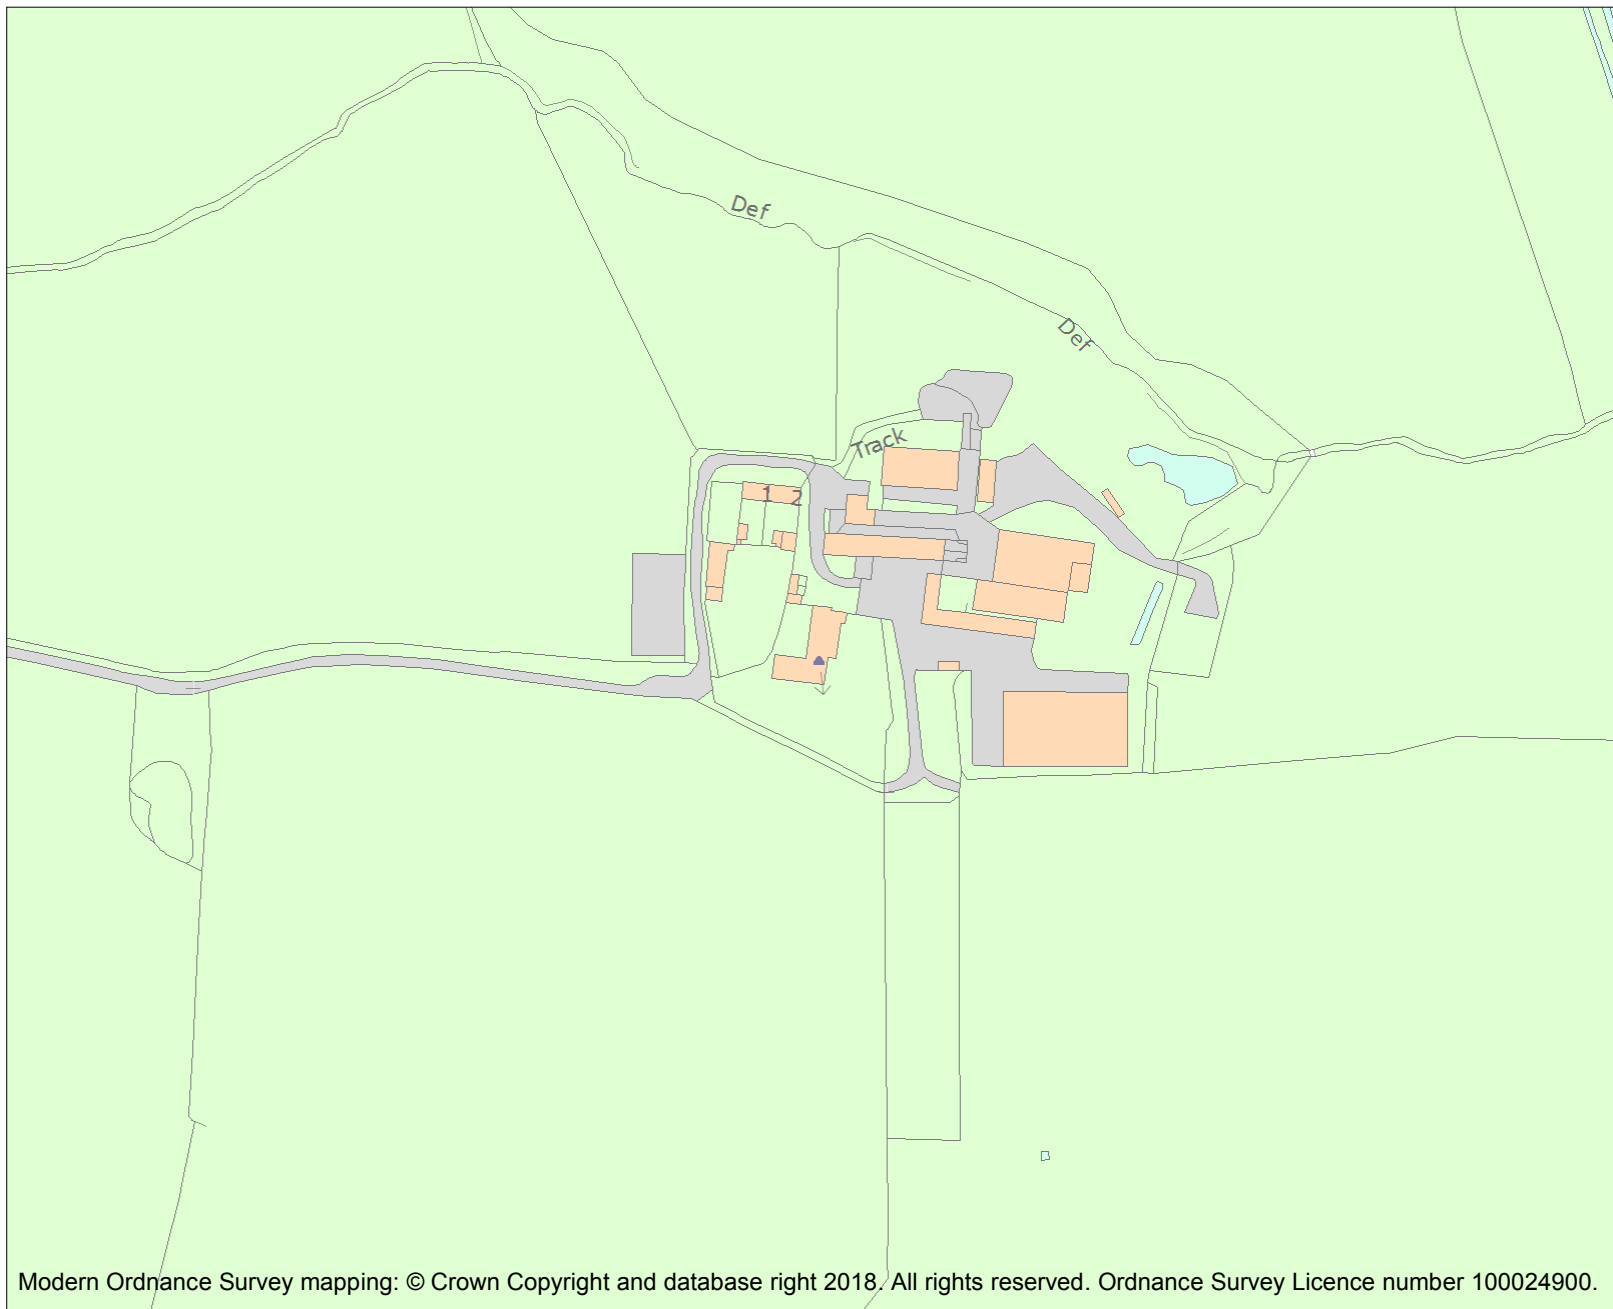 Def
Def
Track
1 2
Modern Ordnance Survey mapping: © Crown Copyright and database right 2018. All rights reserved. Ordnance Survey Licence number 100024900.